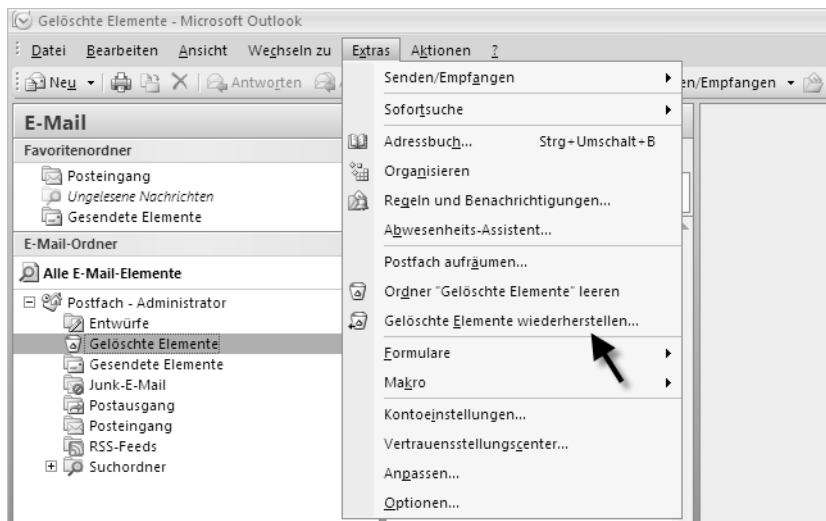 Gelöschte Elemente - Microsoft Outlook
Datei Bearbeiten Ansicht Wechseln zu Extras Aktionen ?
Neu Antworten en/Empfangen
E-Mail
Favoritenordner
Posteingang
Ungelesene Nachrichten
Gesendete Elemente
E-Mail-Ordner
Alle E-Mail-Elemente
Postfach - Administrator
Entwürfe
Gelöschte Elemente
Gesendete Elemente
Junk-E-Mail
Postausgang
Posteingang
RSS-Feeds
Suchordner
Senden/Empfangen
Sofortsuche
Adressbuch... Strg+Umschalt+B
Organisieren
Regeln und Benachrichtigungen...
Abwesenheits-Assistent...
Postfach aufräumen...
Ordner "Gelöschte Elemente" leeren
Gelöschte Elemente wiederherstellen...
Formulare
Makro
Kontoeinstellungen...
Vertrauensstellungscenter...
Anpassen...
Optionen...